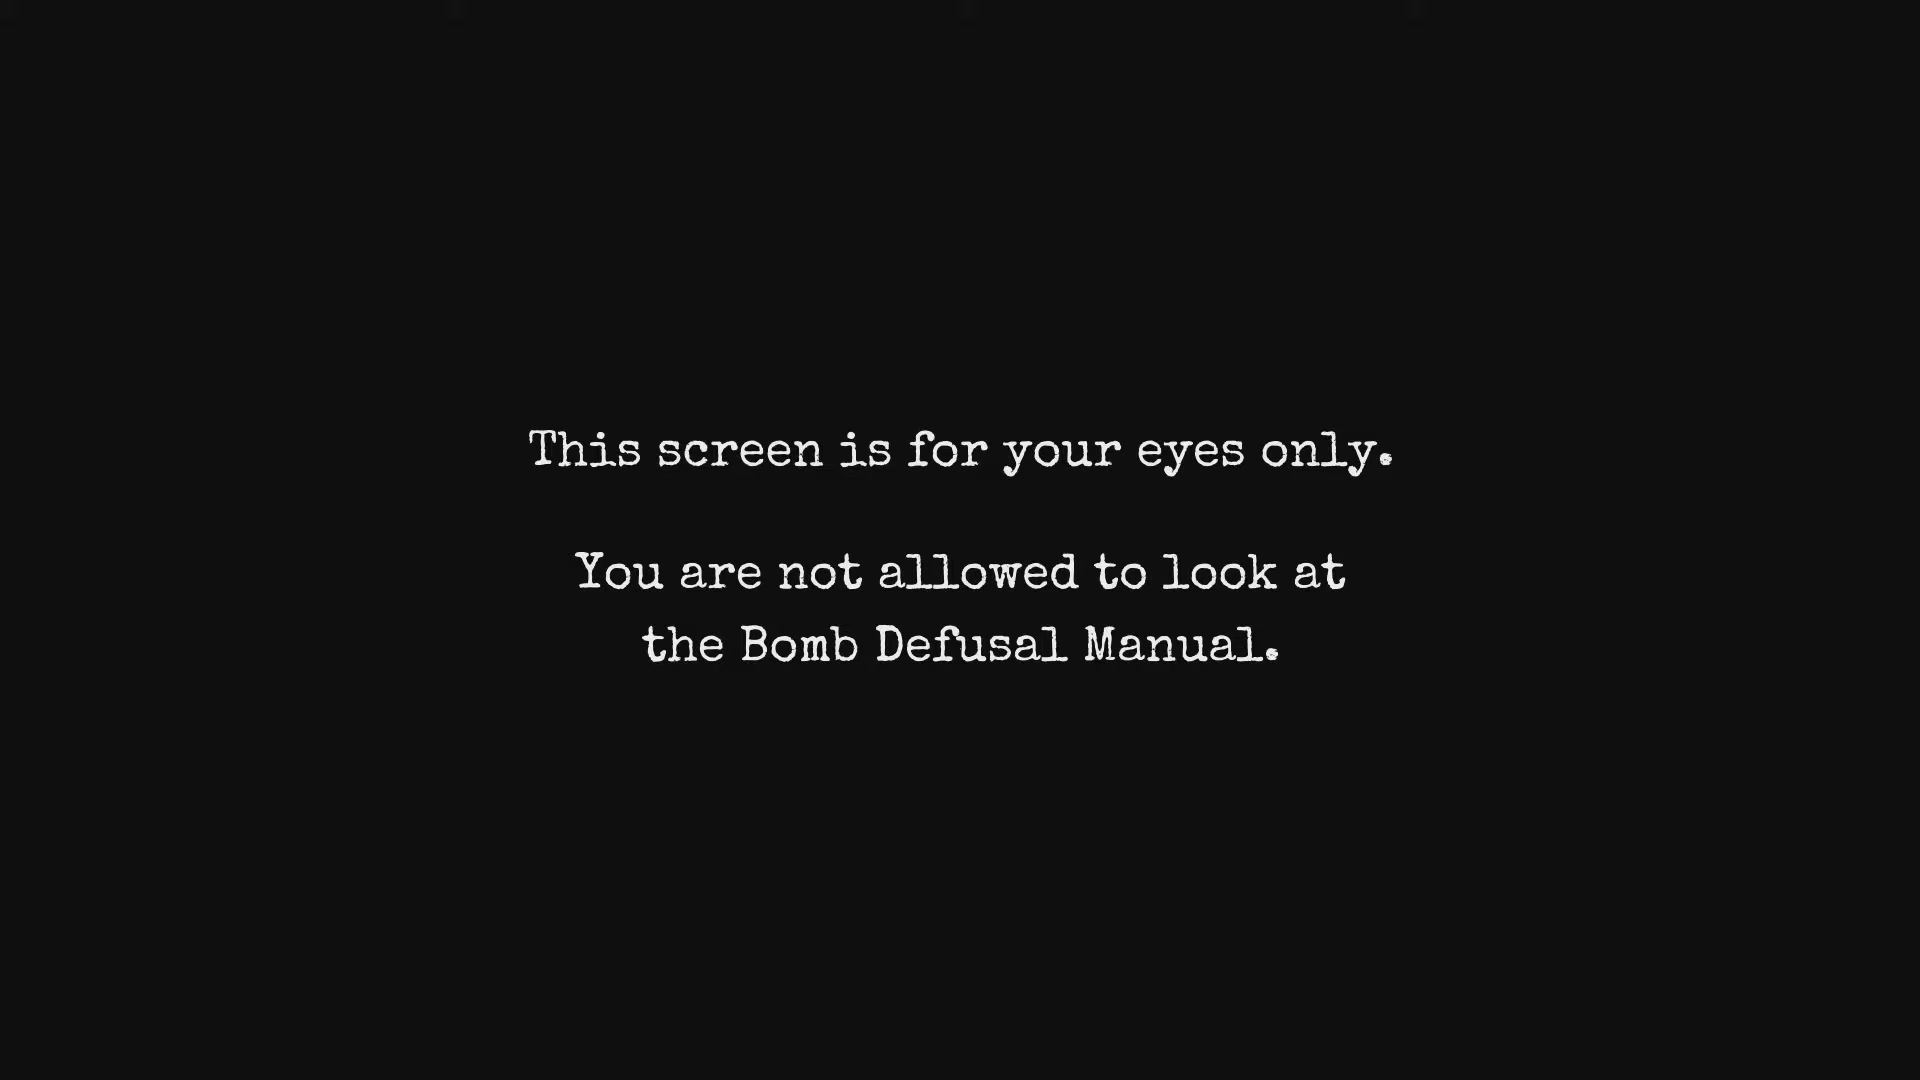 This screen is for your eyes only.
You are not allowed to look at
the Bomb Defusal Manual.